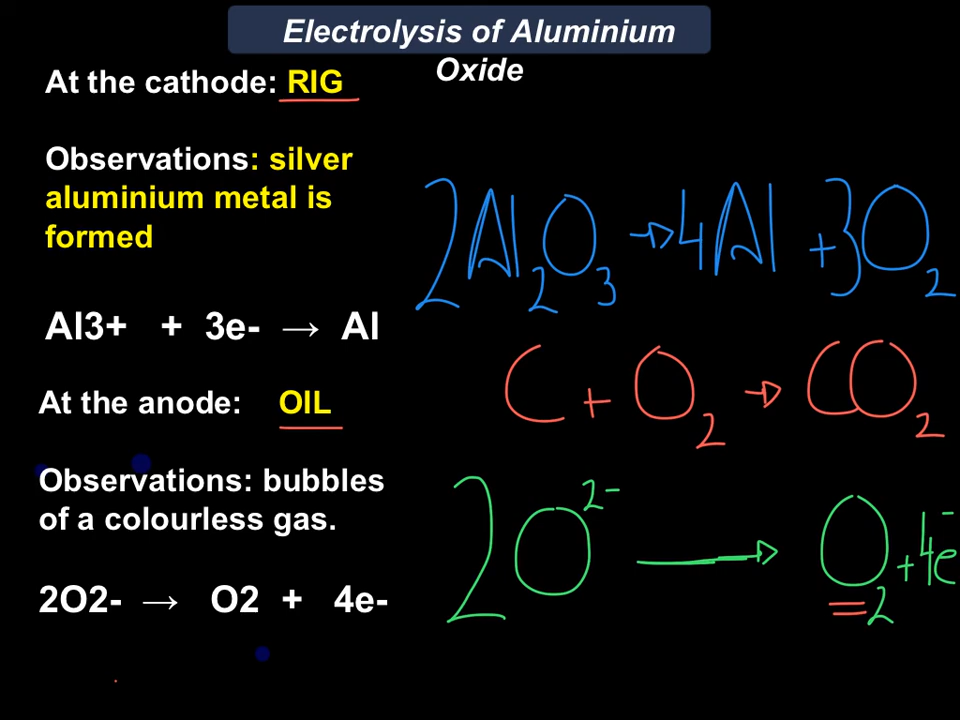 Electrolysis of Aluminium
Oxide
At the cathode: RIG
Observations: silver
aluminium metal is
formed
Al3+ + 3e- → Al
At the anode: OIL
Observations: bubbles
of a colourless gas.
2O2- → O2 + 4e-
2Al₂O₃ → 4Al + 3O₂
C + O₂ → CO₂
2O²⁻ → O₂ + 4e⁻